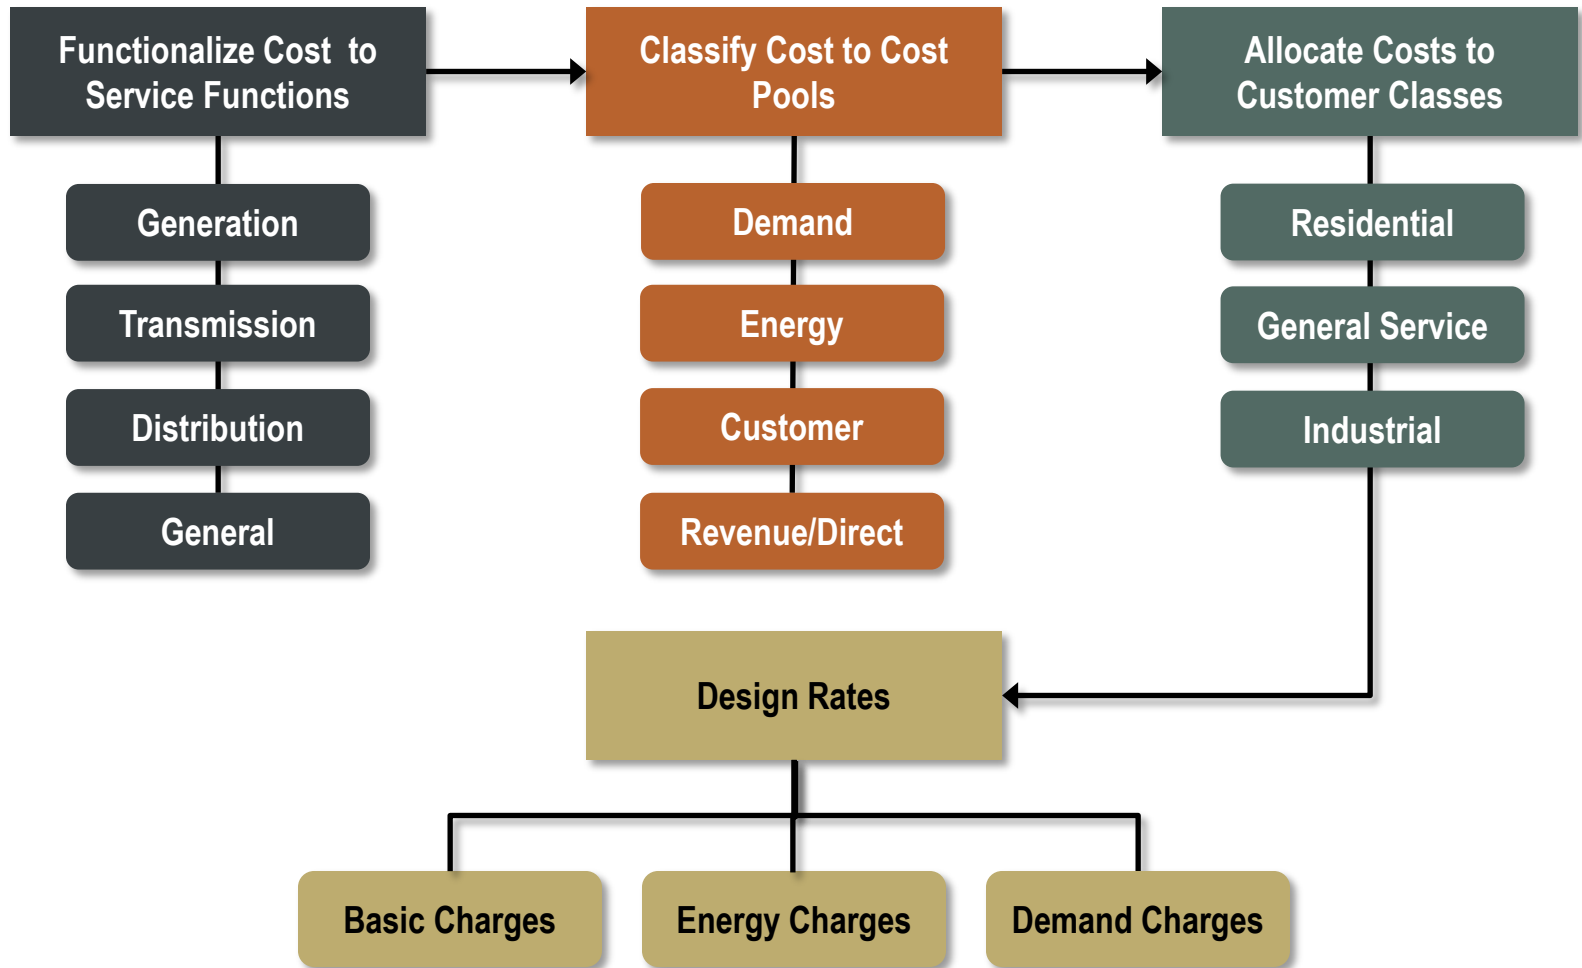 Functionalize Cost to
Service Functions
Generation
Transmission
Distribution
General
Classify Cost to Cost
Pools
Demand
Energy
Customer
Revenue/Direct
Allocate Costs to
Customer Classes
Residential
General Service
Industrial
Design Rates
Basic Charges
Energy Charges
Demand Charges